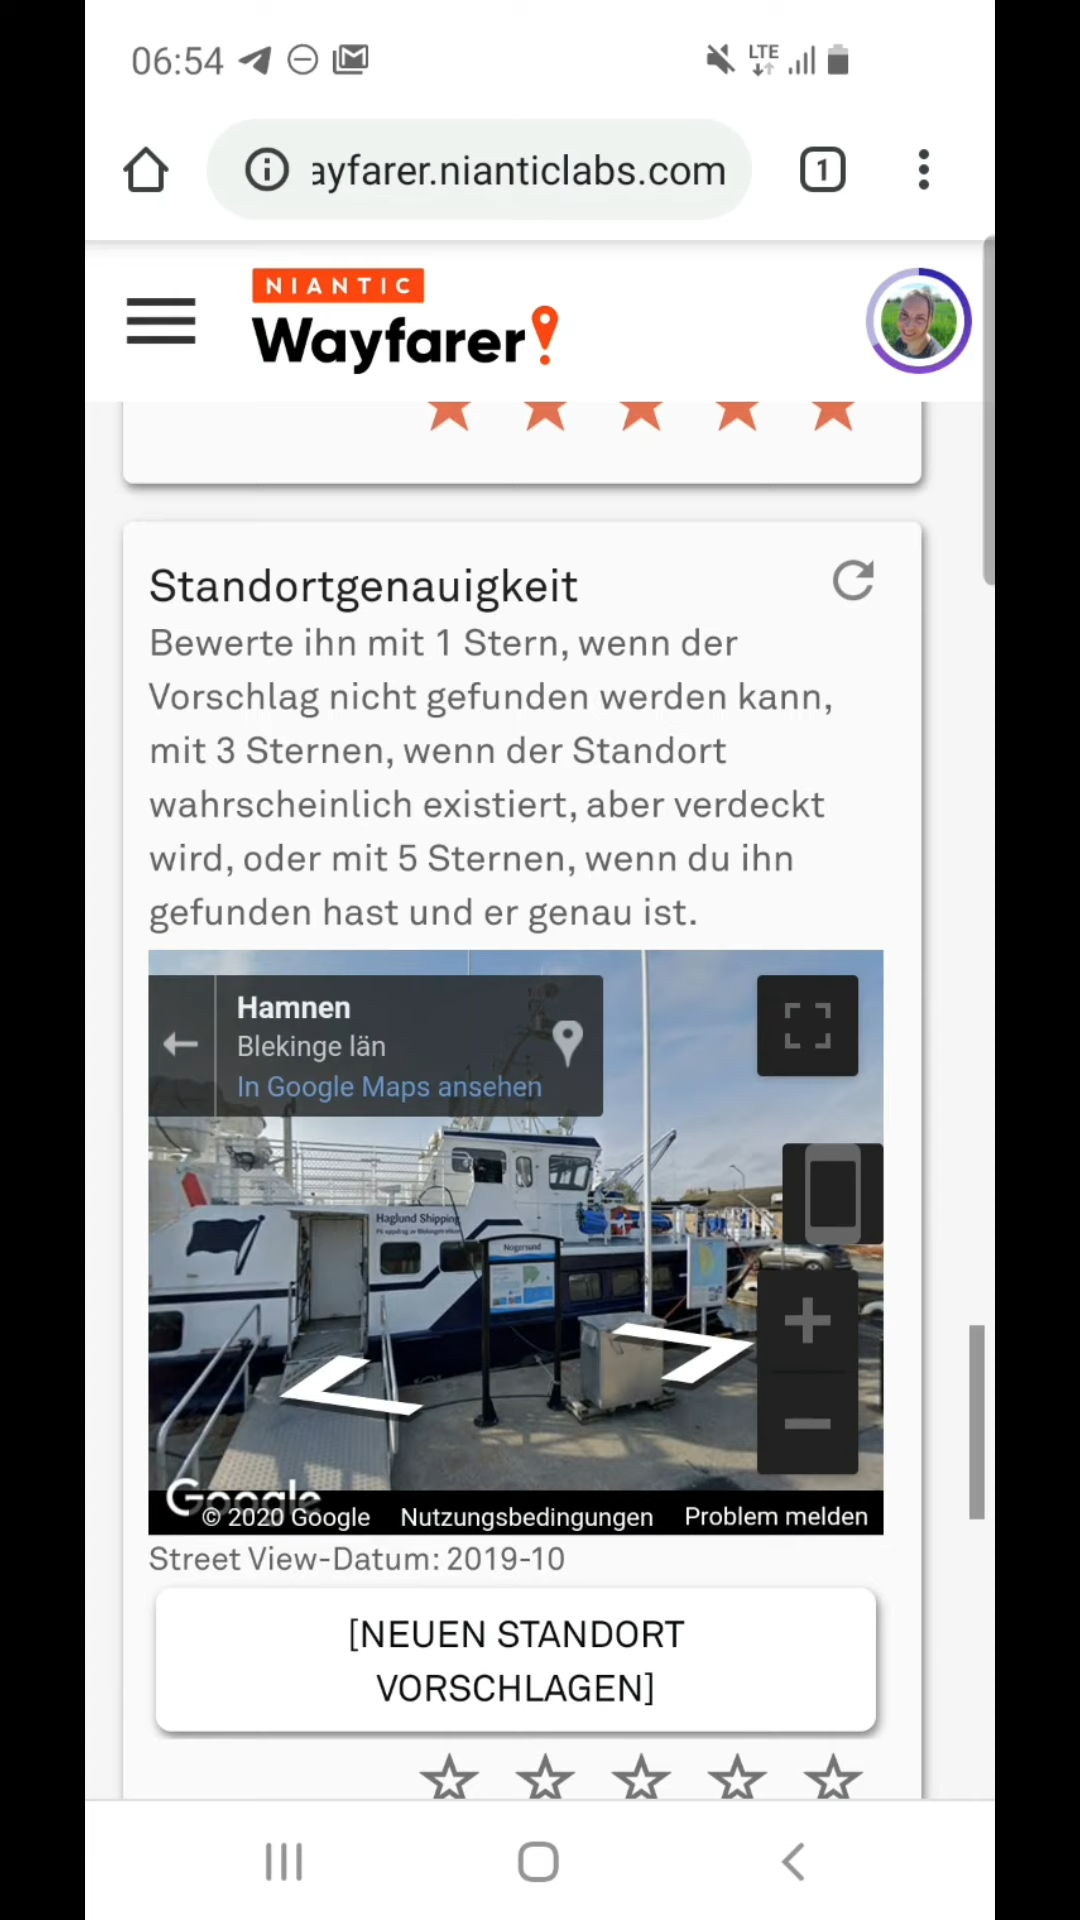 06:54
LTE
ayfarer.nianticlabs.com
1
NIANTIC
Wayfarer
Standortgenauigkeit
Bewerte ihn mit 1 Stern, wenn der
Vorschlag nicht gefunden werden kann,
mit 3 Sternen, wenn der Standort
wahrscheinlich existiert, aber verdeckt
wird, oder mit 5 Sternen, wenn du ihn
gefunden hast und er genau ist.
Hamnen
Blekinge län
In Google Maps ansehen
Haglund Shipping
Nogersund
Google
© 2020 Google
Nutzungsbedingungen
Problem melden
Street View-Datum: 2019-10
[NEUEN STANDORT
VORSCHLAGEN]